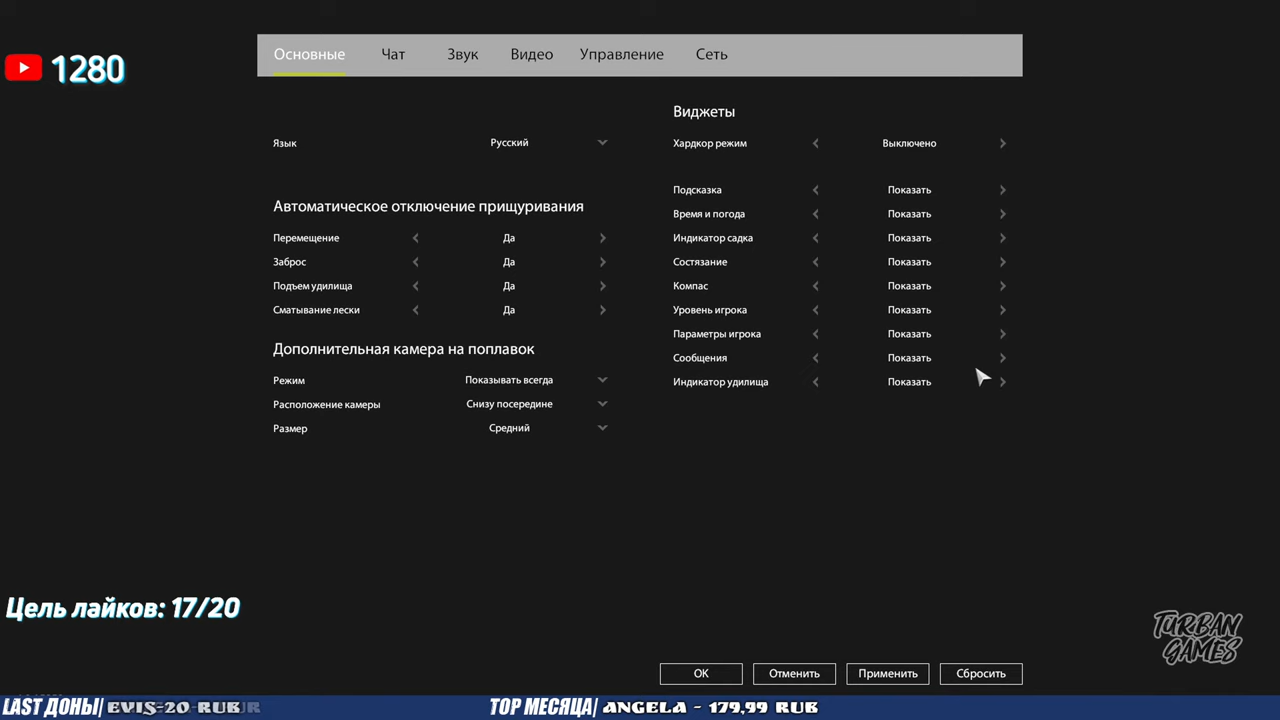 Основные Чат Звук Видео Управление Сеть
1280
Язык Русский
Автоматическое отключение прищуривания
Перемещение Да
Заброс Да
Подъем удилища Да
Сматывание лески Да
Дополнительная камера на поплавок
Режим Показывать всегда
Расположение камеры Снизу посередине
Размер Средний
Виджеты
Хардкор режим Выключено
Подсказка Показать
Время и погода Показать
Индикатор садка Показать
Состязание Показать
Компас Показать
Уровень игрока Показать
Параметры игрока Показать
Сообщения Показать
Индикатор удилища Показать
Цель лайков: 17/20
TURBAN
GAMES
OK Отменить Применить Сбросить
LAST ДОНЫ| EVIS-20 RUB
TOP МЕСЯЦА| ANGELA - 179,99 RUB